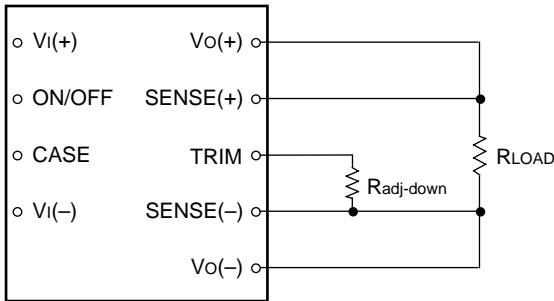 VI(+)
VO(+)
ON/OFF
SENSE(+)
CASE
TRIM
RLOAD
Radj-down
VI(–)
SENSE(–)
VO(–)